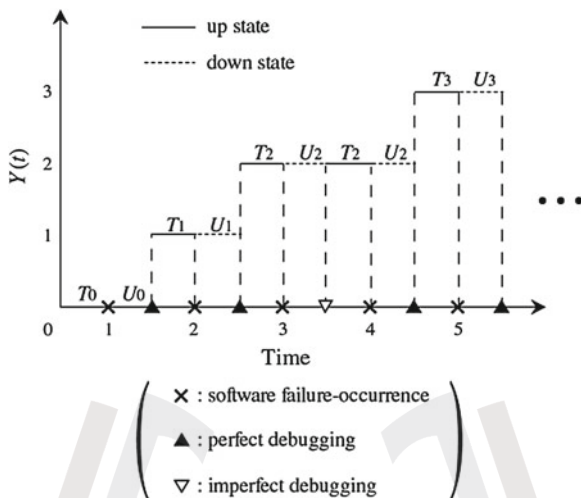 up state
down state
Y(t)
3
2
1
0
T3 U3
T2 U2 T2 U2
T1 U1
T0 U0
1 2 3 4 5
Time
× : software failure-occurrence
▲ : perfect debugging
▽ : imperfect debugging